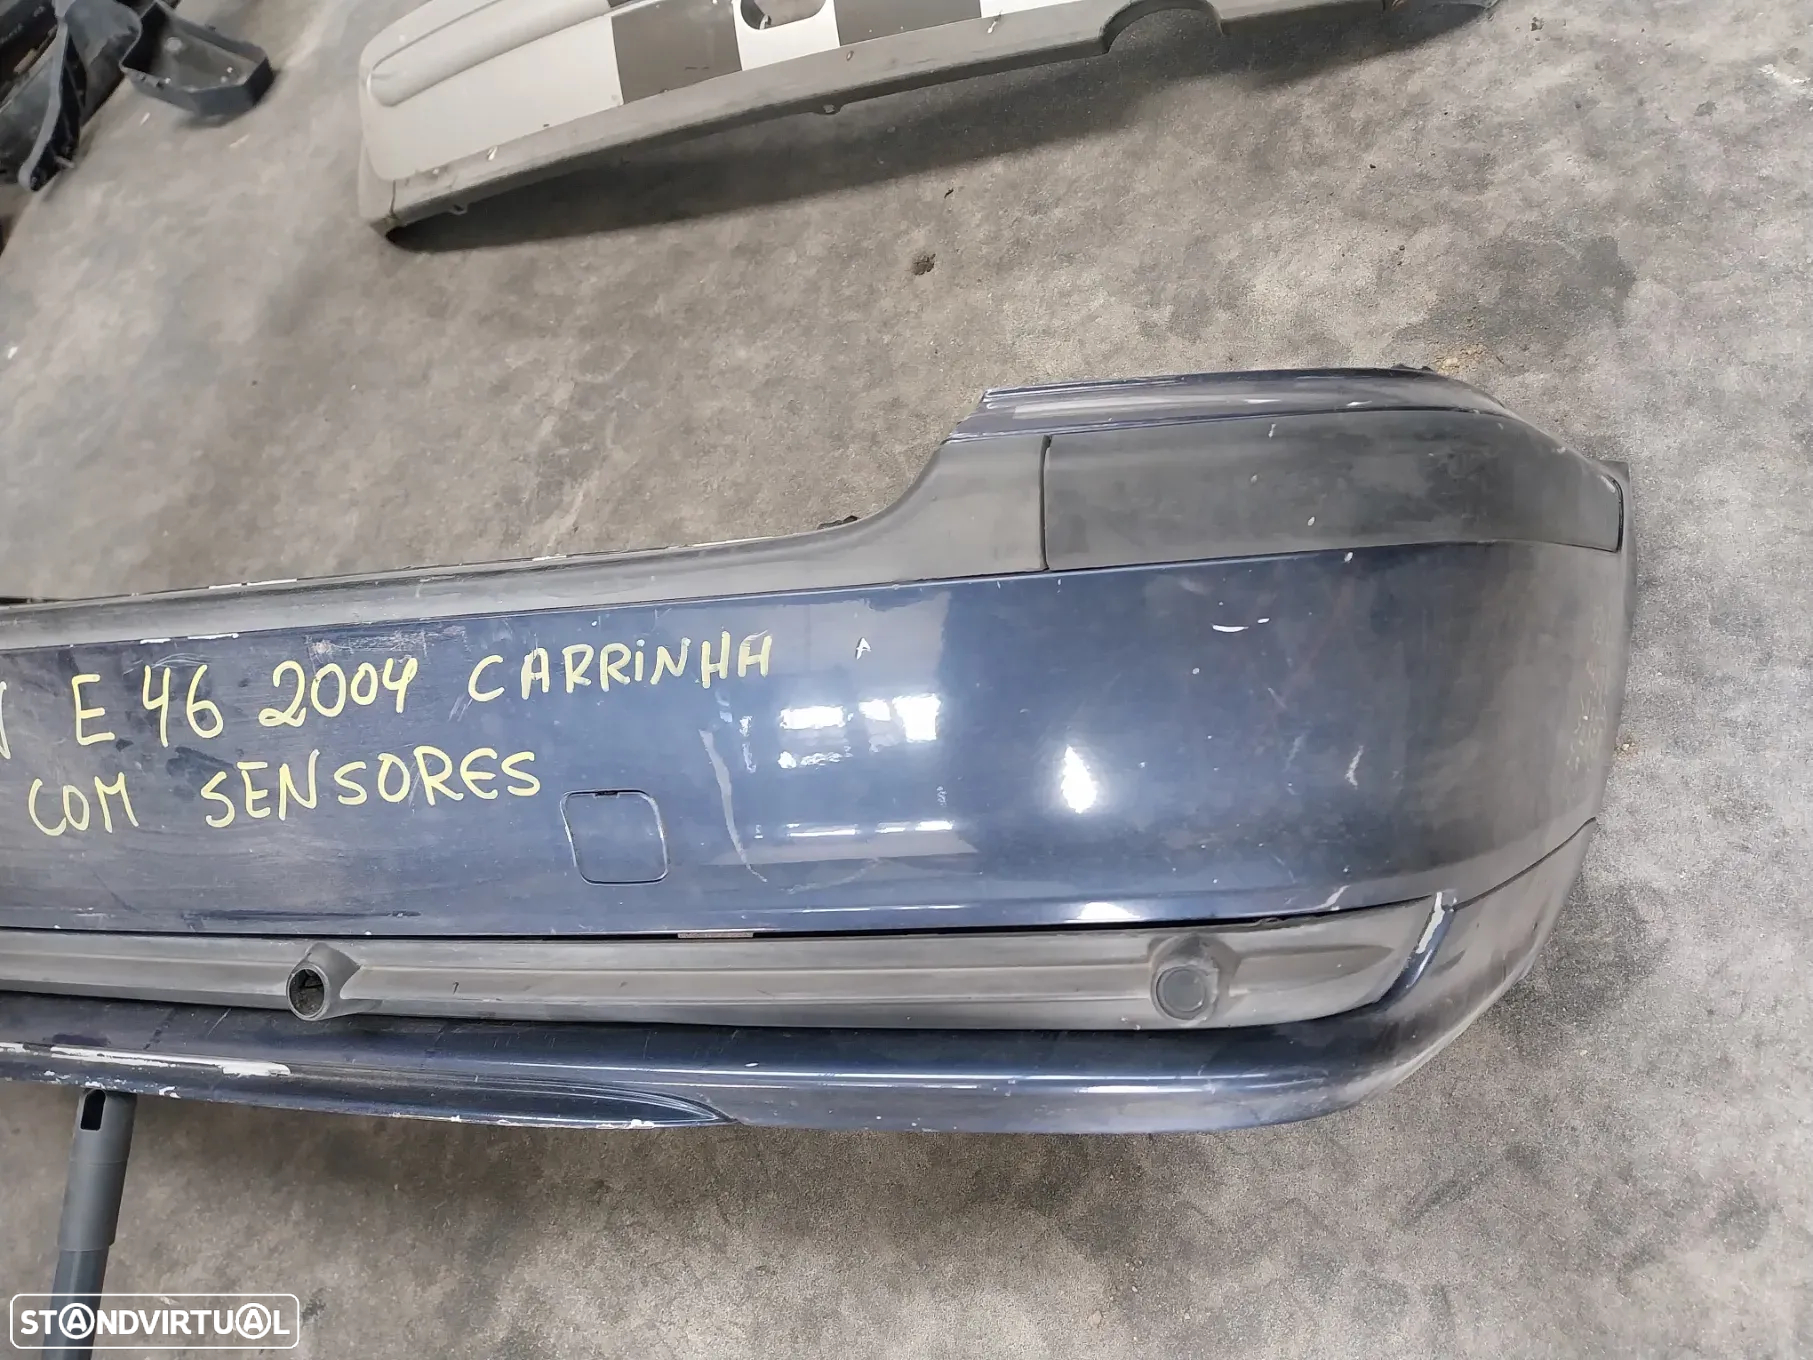 E46 2004 CARRINHA
COM SENSORES
STANDVIRTUAL